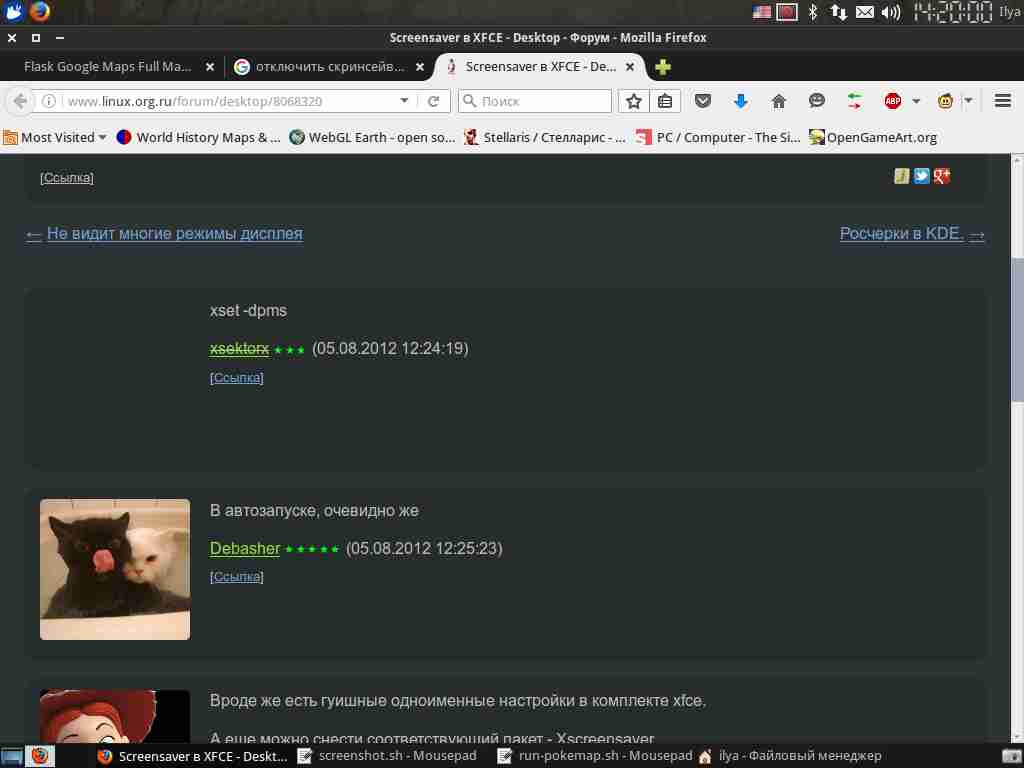 14:20:00 Ilya
Screensaver в XFCE - Desktop - Форум - Mozilla Firefox
Flask Google Maps Full Ma...
отключить скринсейв...
Screensaver в XFCE - De...
www.linux.org.ru/forum/desktop/8068320
Поиск
ABP
Most Visited
World History Maps & ...
WebGL Earth - open so...
Stellaris / Стелларис - ...
PC / Computer - The Si...
OpenGameArt.org
[Ссылка]
← Не видит многие режимы дисплея
Росчерки в KDE. →
xset -dpms
xsektorx ★★★ (05.08.2012 12:24:19)
[Ссылка]
В автозапуске, очевидно же
Debasher ★★★★★ (05.08.2012 12:25:23)
[Ссылка]
Вроде же есть гуишные одноименные настройки в комплекте xfce.
А еще можно снести соответствующий пакет - Xscreensaver
Screensaver в XFCE - Deskt...
screenshot.sh - Mousepad
run-pokemap.sh - Mousepad
ilya - Файловый менеджер